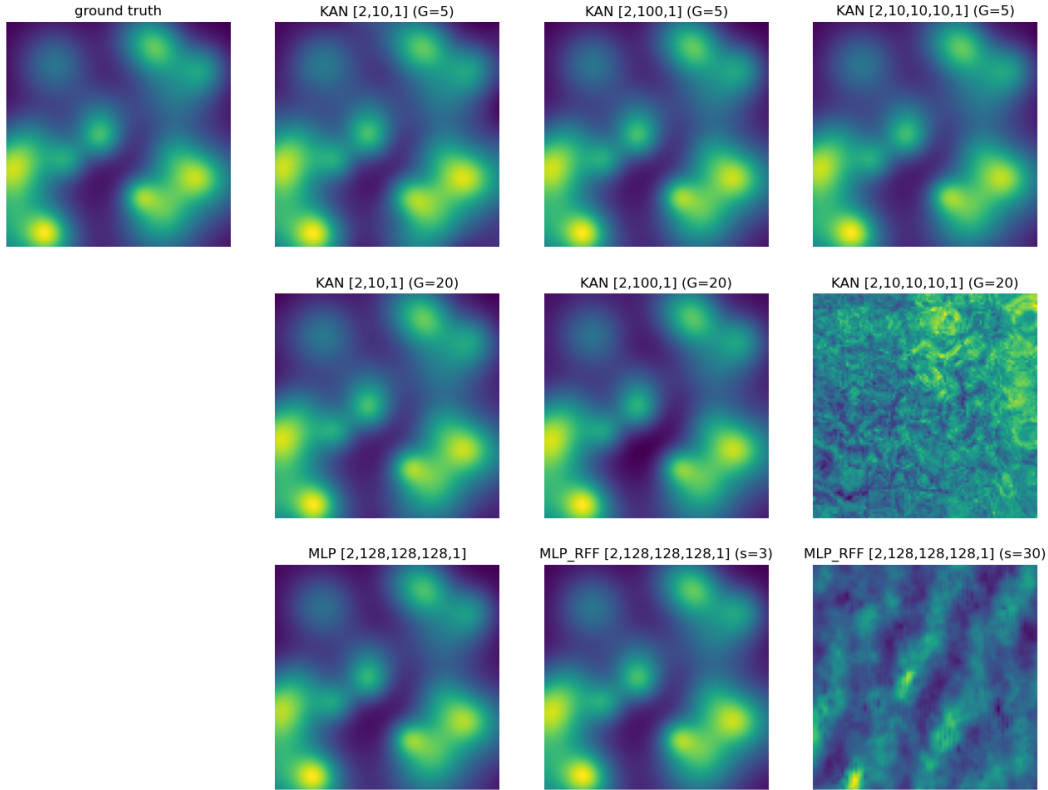 ground truth
KAN [2,10,1] (G=5)
KAN [2,100,1] (G=5)
KAN [2,10,10,10,1] (G=5)
KAN [2,10,1] (G=20)
KAN [2,100,1] (G=20)
KAN [2,10,10,10,1] (G=20)
MLP [2,128,128,128,1]
MLP_RFF [2,128,128,128,1] (s=3)
MLP_RFF [2,128,128,128,1] (s=30)